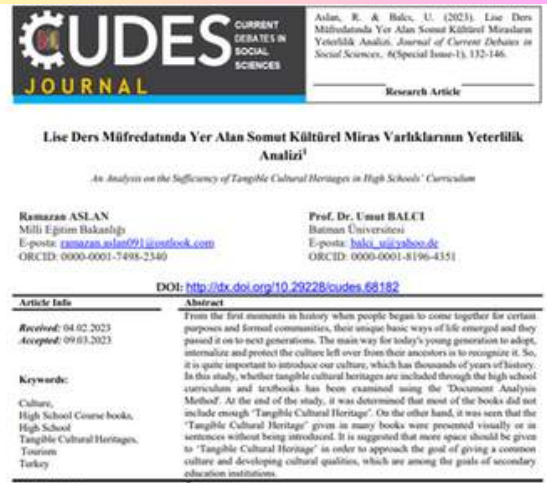 CUDES
CURRENT
DEBATES IN
SOCIAL
SCIENCES
JOURNAL
Aslan, R. & Balcı, U. (2023). Lise Ders
Müfredatında Yer Alan Somut Kültürel Mirasların
Yeterlilik Analizi. Journal of Current Debates in
Social Sciences, 6(Special Issue-1), 132-146.
Research Article
Lise Ders Müfredatında Yer Alan Somut Kültürel Miras Varlıklarının Yeterlilik
Analizi¹
An Analysis on the Sufficiency of Tangible Cultural Heritages in High Schools' Curriculum
Ramazan ASLAN
Milli Eğitim Bakanlığı
E-posta: ramazan.aslan091@outlook.com
ORCID: 0000-0001-7498-2340
Prof. Dr. Umut BALCI
Batman Üniversitesi
E-posta: balci_u@yahoo.de
ORCID: 0000-0001-8196-4351
DOI: http://dx.doi.org/10.29228/cudes.68182
Article Info
Received: 04.02.2023
Accepted: 09.03.2023
Keywords:
Culture,
High School Course books,
High School
Tangible Cultural Heritages,
Tourism
Turkey
Abstract
From the first moments in history when people began to come together for certain
purposes and formed communities, their unique basic ways of life emerged and they
passed it on to next generations. The main way for today's young generation to adopt,
internalize and protect the culture left over from their ancestors is to recognize it. So,
it is quite important to introduce our culture, which has thousands of years of history.
In this study, whether tangible cultural heritages are included through the high school
curriculum and textbooks has been examined using the 'Document Analysis
Method'. At the end of the study, it was determined that most of the books did not
include enough 'Tangible Cultural Heritage'. On the other hand, it was seen that the
'Tangible Cultural Heritage' given in many books were presented visually or in
sentences without being introduced. It is suggested that more space should be given
to 'Tangible Cultural Heritage' in order to approach the goal of giving a common
culture and developing cultural qualities, which are among the goals of secondary
education institutions.